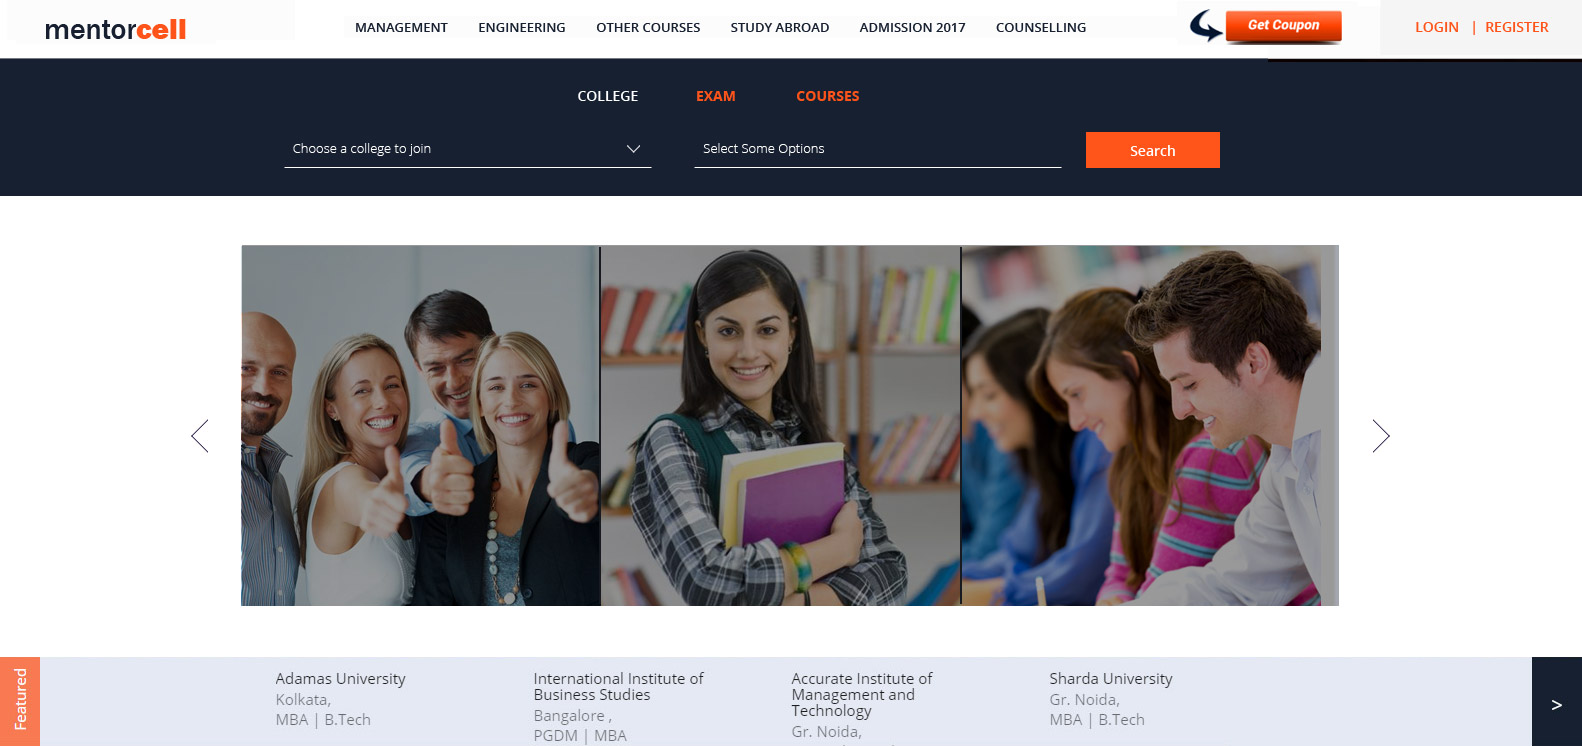 mentorcell
MANAGEMENT ENGINEERING OTHER COURSES STUDY ABROAD ADMISSION 2017 COUNSELLING
Get Coupon
LOGIN | REGISTER
COLLEGE EXAM COURSES
Choose a college to join
Select Some Options
Search
Featured
Adamas University
Kolkata,
MBA | B.Tech
International Institute of
Business Studies
Bangalore ,
PGDM | MBA
Accurate Institute of
Management and
Technology
Gr. Noida,
Sharda University
Gr. Noida,
MBA | B.Tech
>